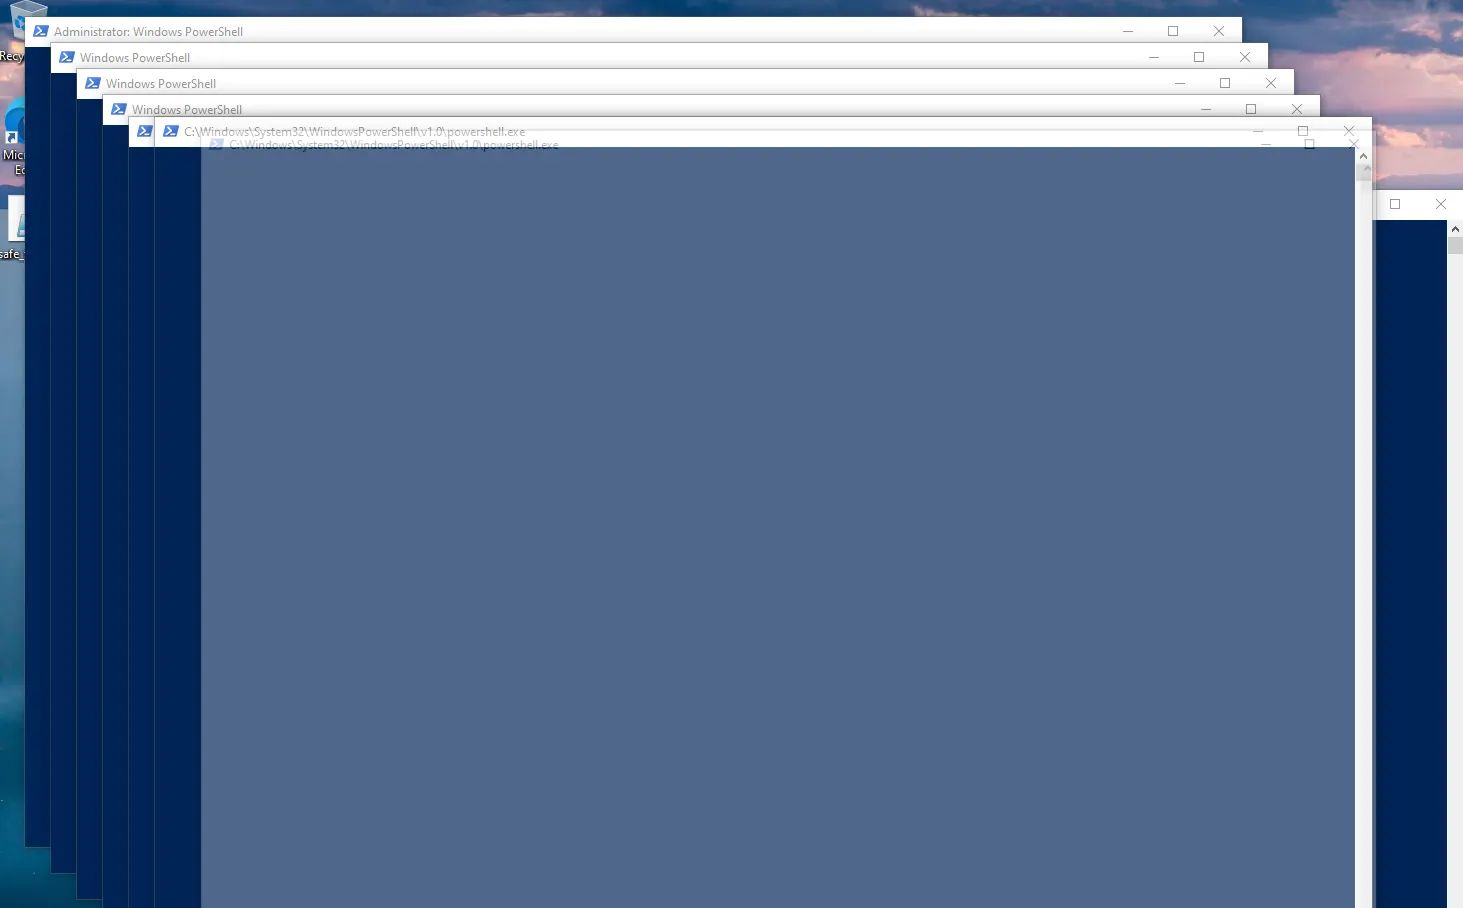 Administrator: Windows PowerShell
Windows PowerShell
Windows PowerShell
Windows PowerShell
C:\Windows\System32\WindowsPowerShell\v1.0\powershell.exe
C:\Windows\System32\WindowsPowerShell\v1.0\powershell.exe
Recy
Mic
safe_